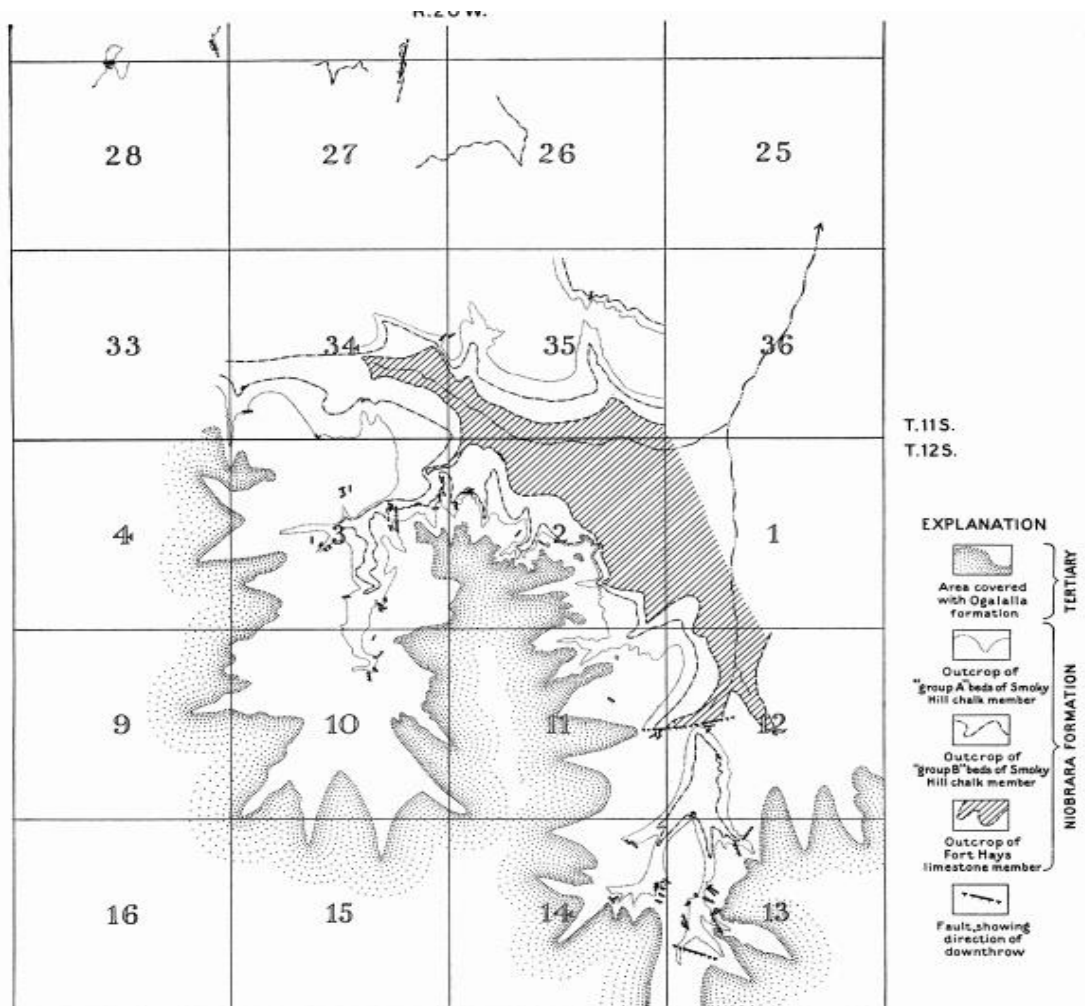 W.
28 27 26 25
33 34 35 36
T.11S.
T.12S.
4 3 2 1
9 10 11 12
16 15 14 13
EXPLANATION
Area covered
with Ogalalla
formation
TERTIARY
Outcrop of
"group A" beds of Smoky
Hill chalk member
Outcrop of
"group B" beds of Smoky
Hill chalk member
Outcrop of
Fort Hays
limestone member
NIOBRARA FORMATION
Fault, showing
direction of
downthrow